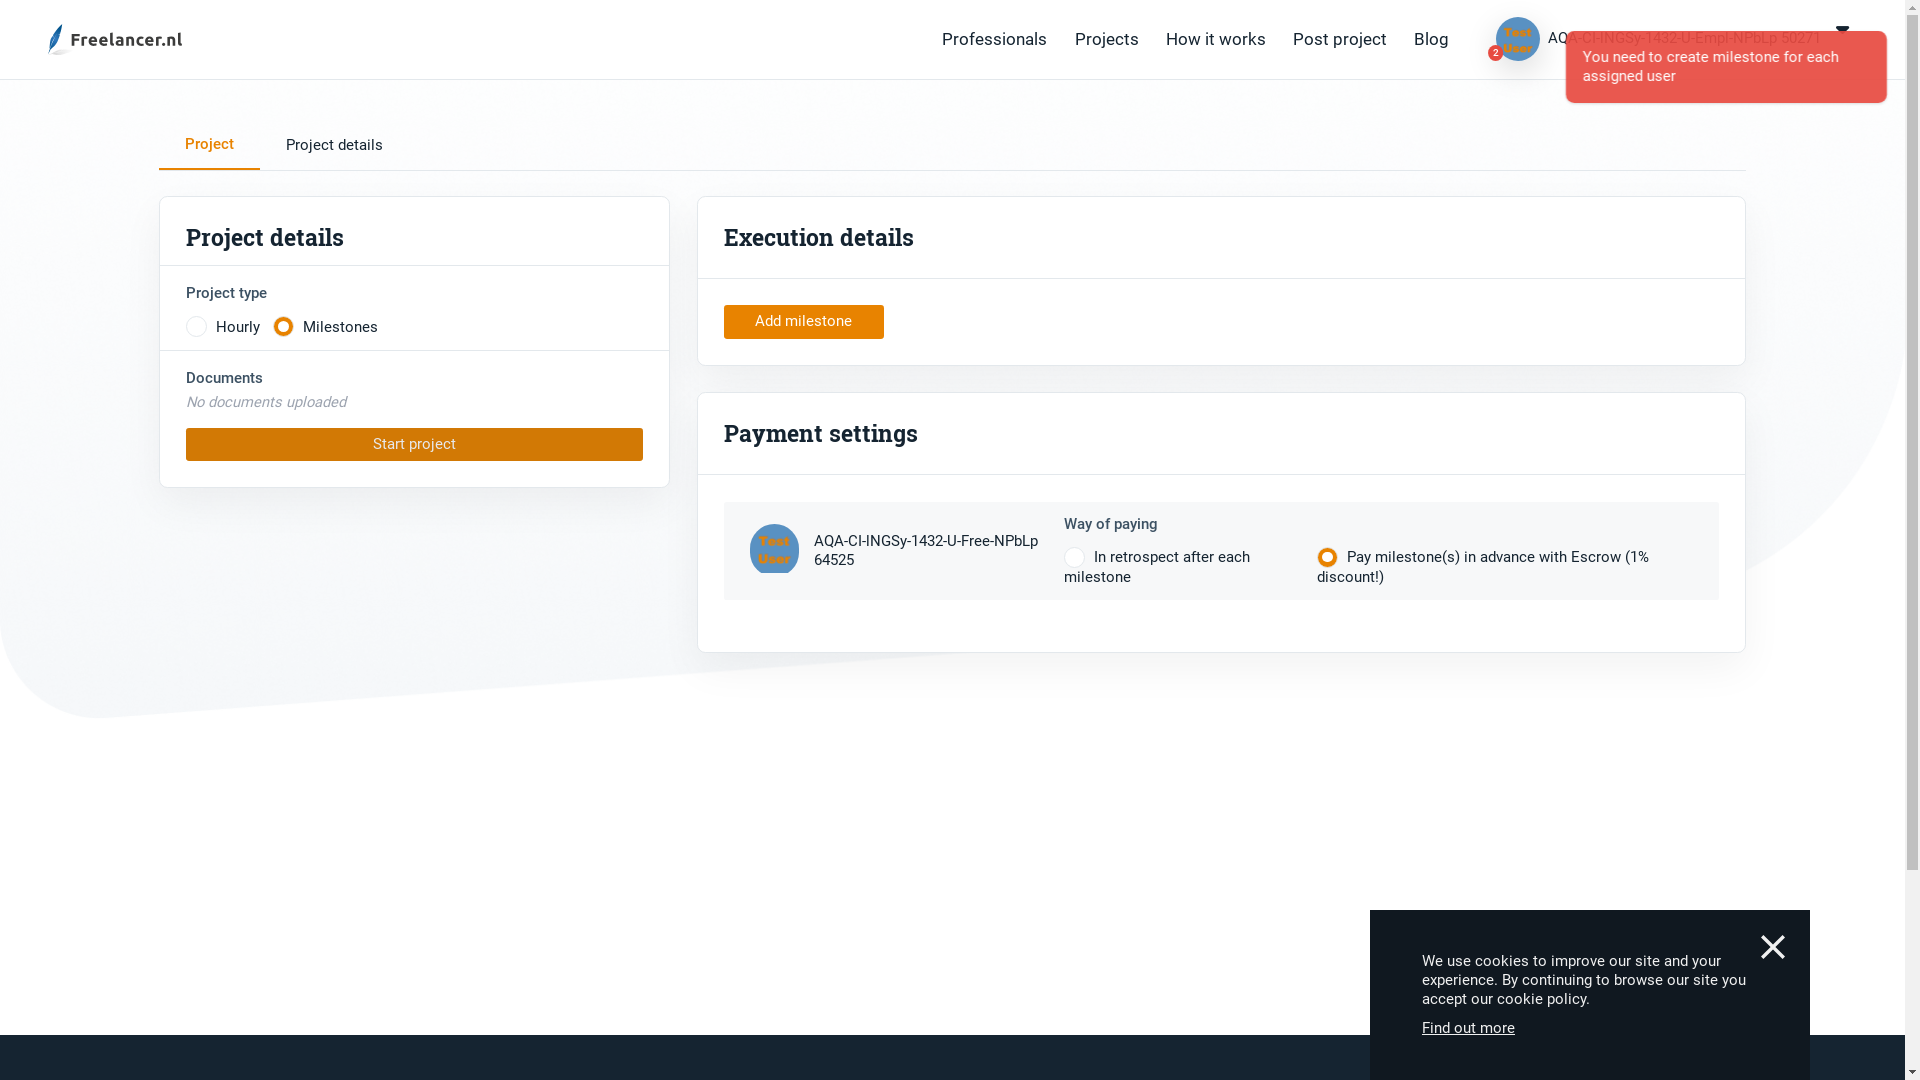 Freelancer.nl
Professionals
Projects
How it works
Post project
Blog
Test
User
2
AQA-CI-INGSy-1432-U-Empl-NPbLp 50271
You need to create milestone for each
assigned user
Project
Project details
Project details
Project type
Hourly
Milestones
Documents
No documents uploaded
Start project
Execution details
Add milestone
Payment settings
Test
User
AQA-CI-INGSy-1432-U-Free-NPbLp
64525
Way of paying
In retrospect after each
milestone
Pay milestone(s) in advance with Escrow (1%
discount!)
We use cookies to improve our site and your
experience. By continuing to browse our site you
accept our cookie policy.
Find out more